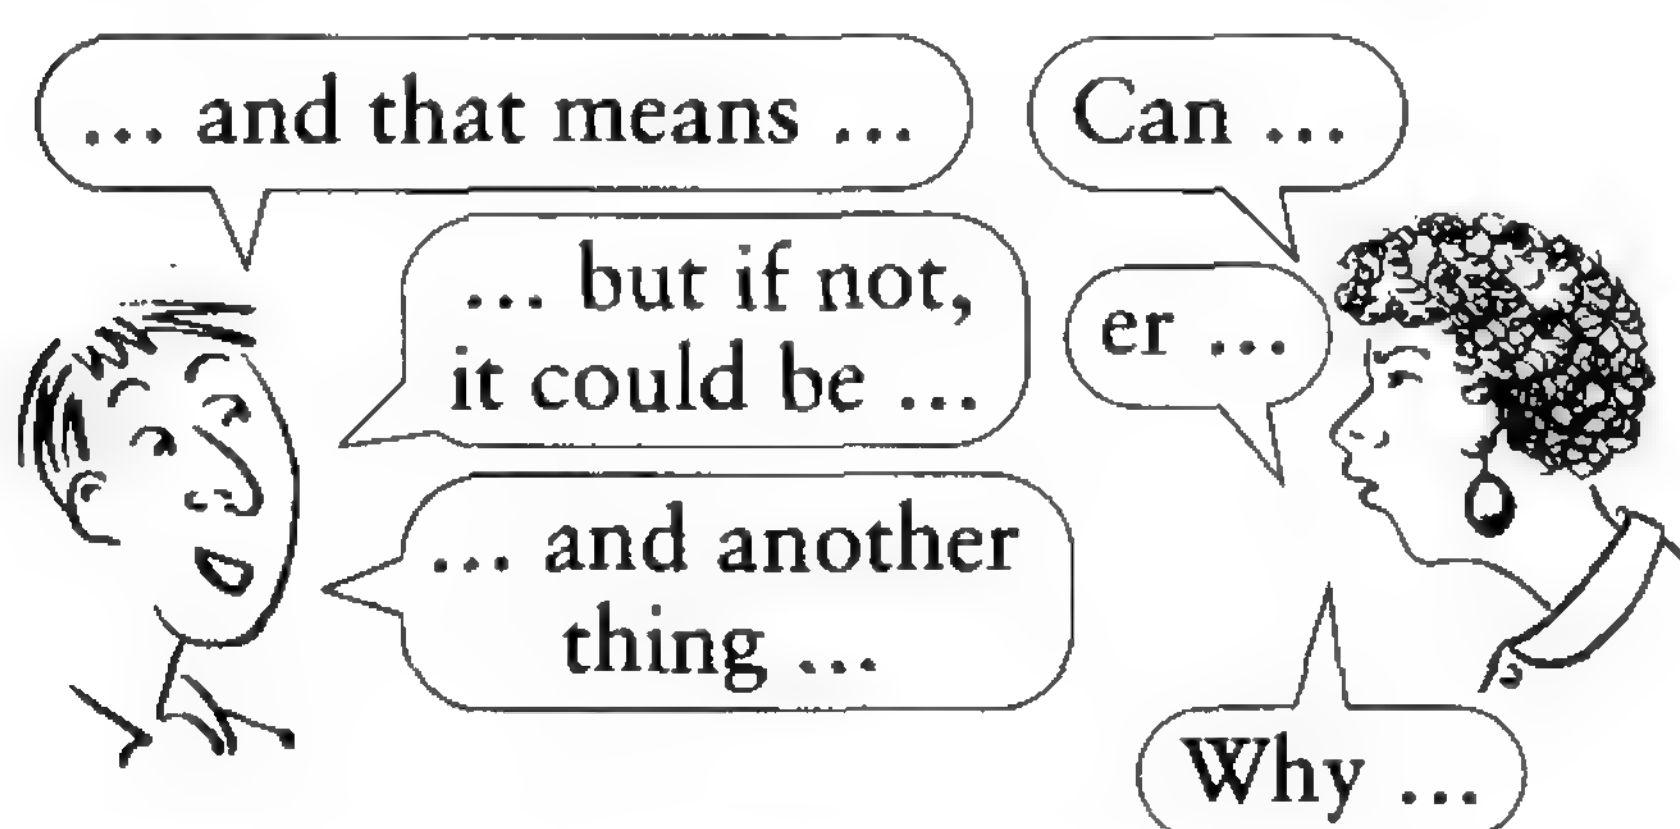 ... and that means ...
Can ...
... but if not,
it could be ...
er ...
... and another
thing ...
Why ...